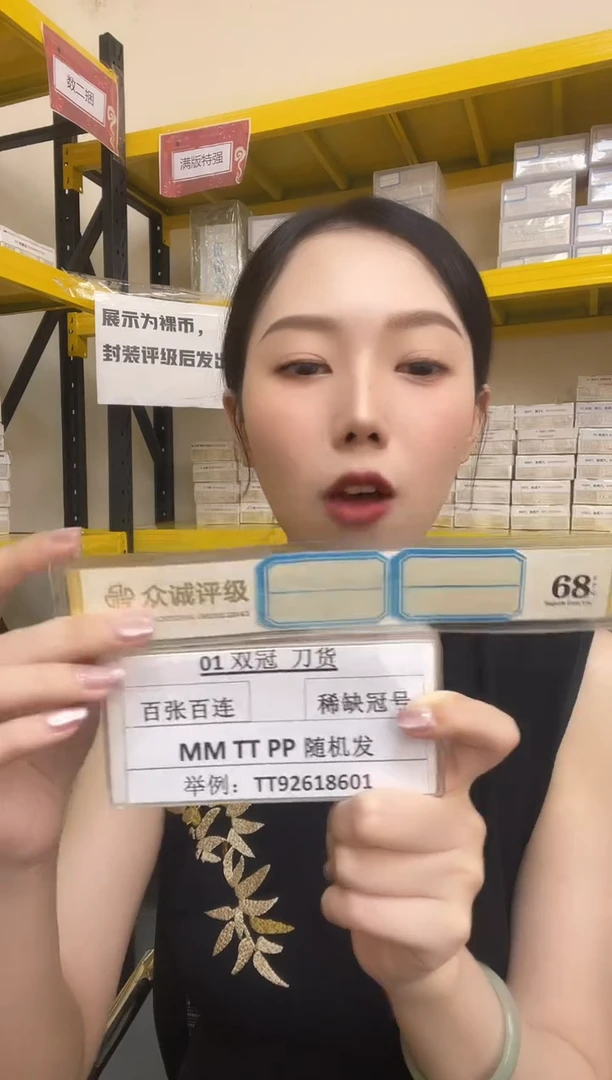 数二捆
满版特强
展示为裸币，
封装评级后发出
众诚评级
68
01 双冠 刀货
百张百连
稀缺冠号
MM TT PP 随机发
举例：TT92618601